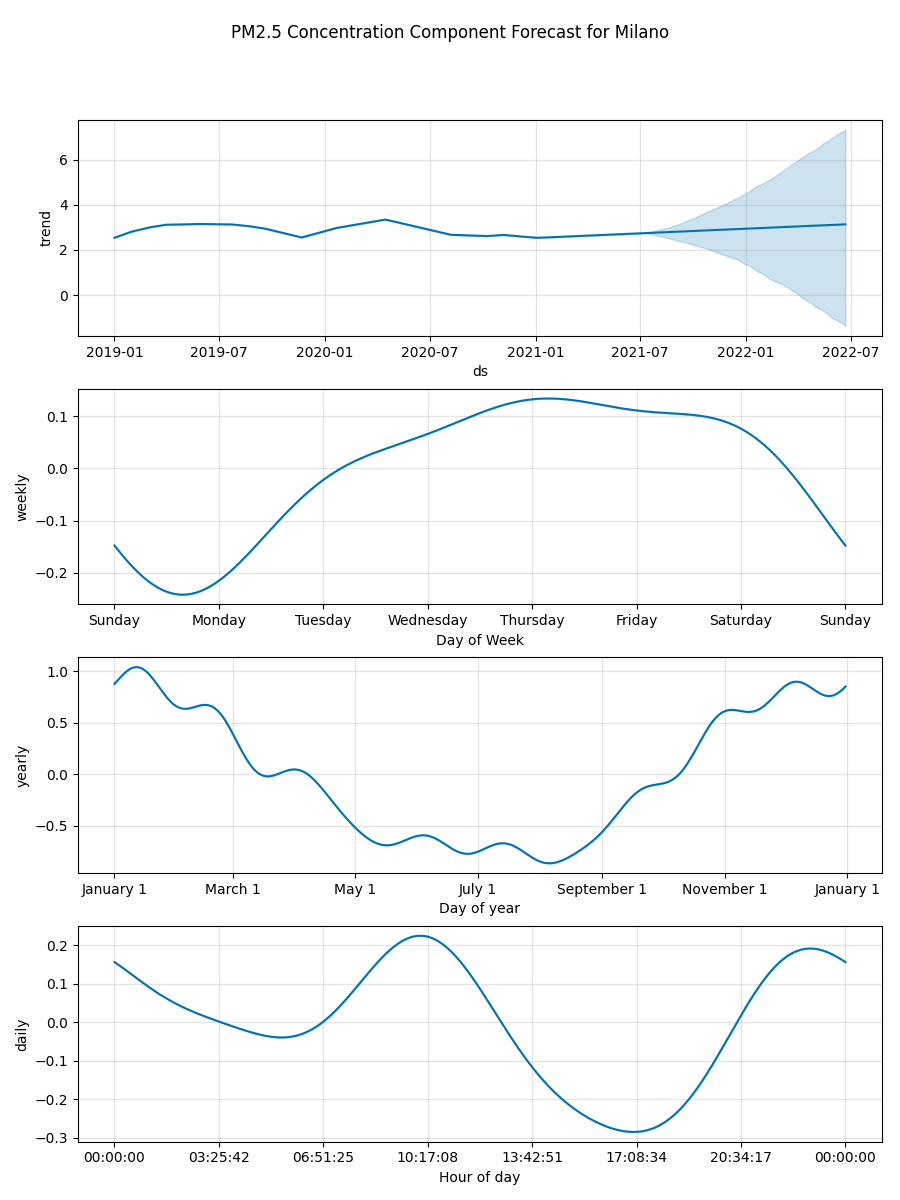 PM2.5 Concentration Component Forecast for Milano
6
4
2
0
trend
2019-01 2019-07 2020-01 2020-07 2021-01 2021-07 2022-01 2022-07
ds
0.1
0.0
−0.1
−0.2
weekly
Sunday Monday Tuesday Wednesday Thursday Friday Saturday Sunday
Day of Week
1.0
0.5
0.0
−0.5
yearly
January 1 March 1 May 1 July 1 September 1 November 1 January 1
Day of year
0.2
0.1
0.0
−0.1
−0.2
−0.3
daily
00:00:00 03:25:42 06:51:25 10:17:08 13:42:51 17:08:34 20:34:17 00:00:00
Hour of day